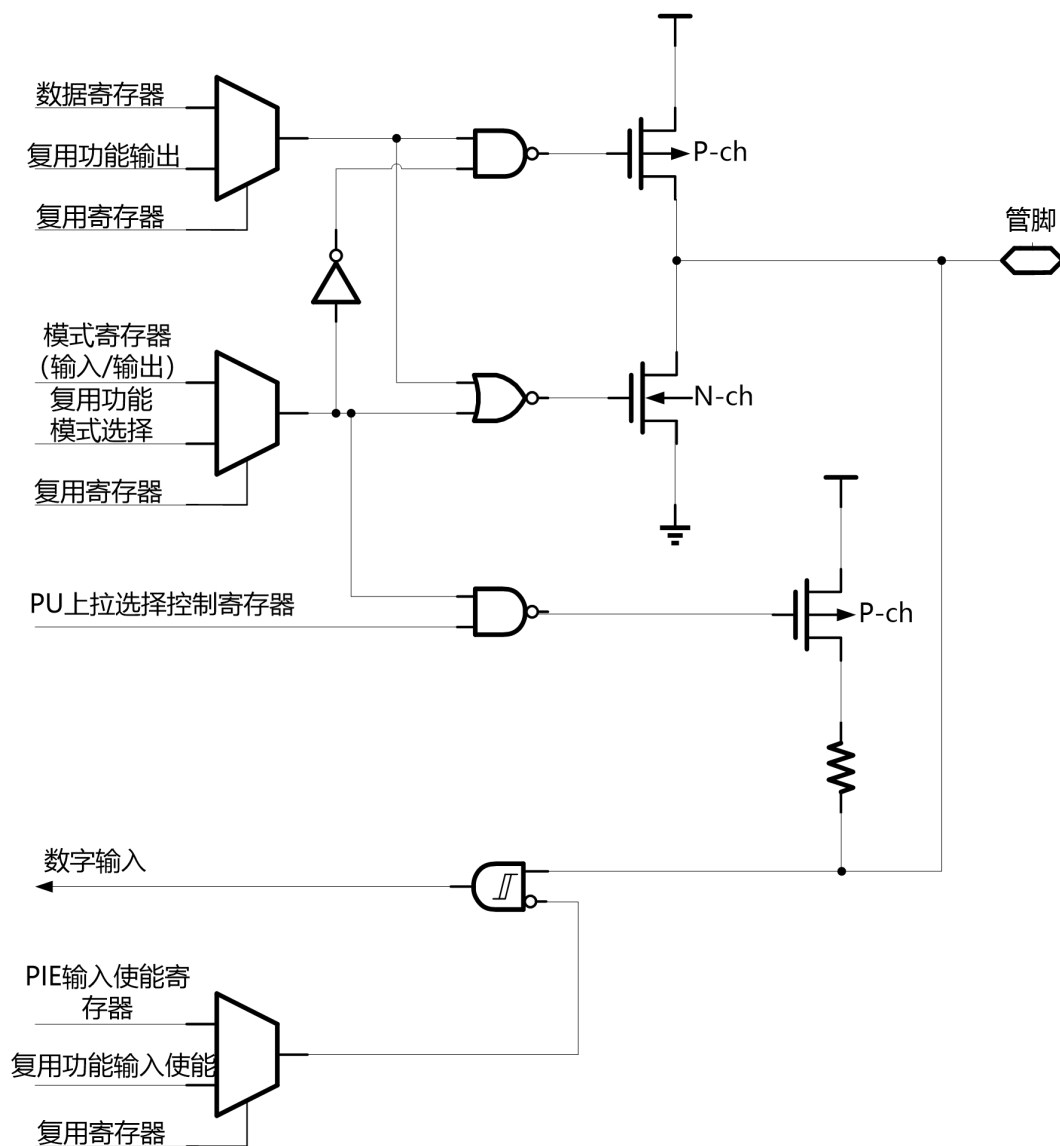 数据寄存器
复用功能输出
复用寄存器
P-ch
管脚
模式寄存器
（输入/输出）
复用功能
模式选择
复用寄存器
N-ch
PU上拉选择控制寄存器
P-ch
数字输入
PIE输入使能寄
存器
复用功能输入使能
复用寄存器